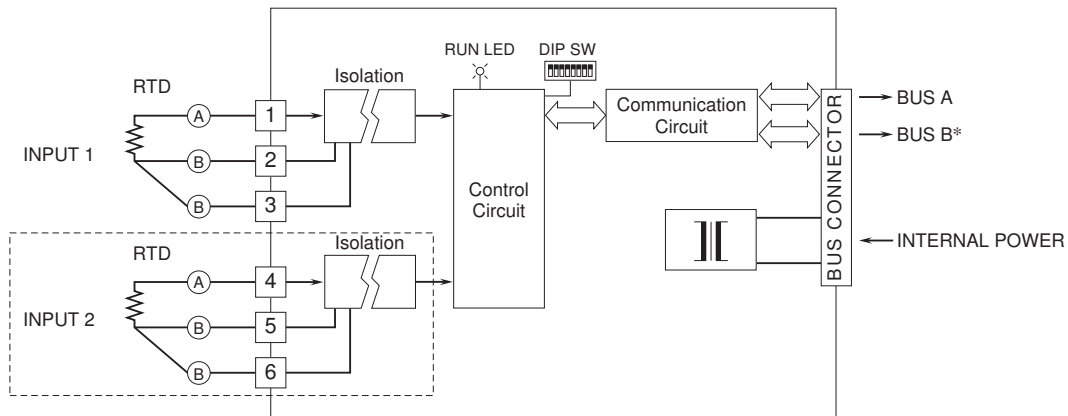 RUN LED
DIP SW
Isolation
RTD
INPUT 1
A
1
B
2
B
3
Control
Circuit
Communication
Circuit
BUS CONNECTOR
BUS A
BUS B*
INTERNAL POWER
Isolation
RTD
INPUT 2
A
4
B
5
B
6